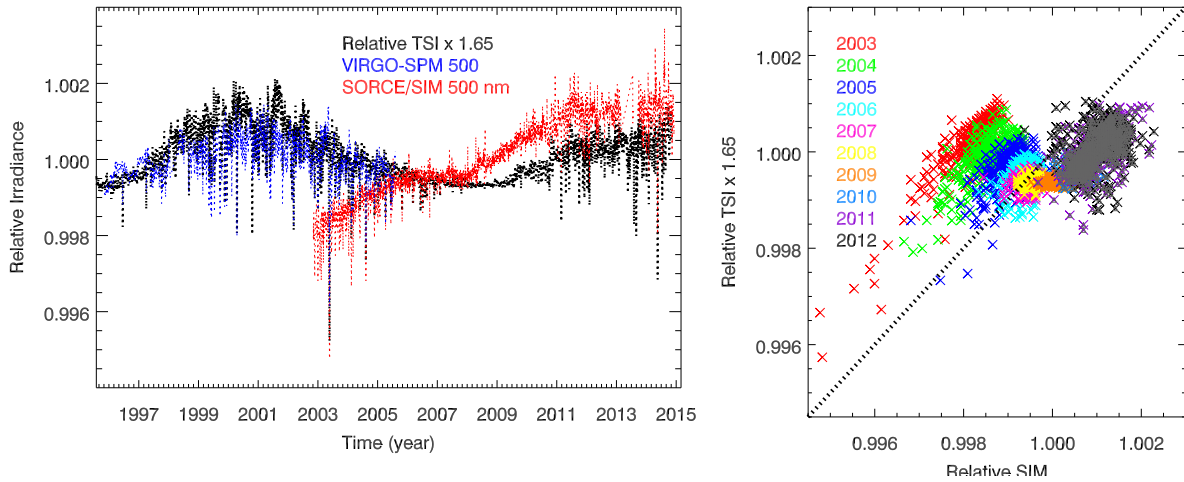 Relative TSI x 1.65
VIRGO-SPM 500
SORCE/SIM 500 nm
Relative Irradiance
1.002
1.000
0.998
0.996
1997 1999 2001 2003 2005 2007 2009 2011 2013 2015
Time (year)
2003
2004
2005
2006
2007
2008
2009
2010
2011
2012
Relative TSI x 1.65
1.002
1.000
0.998
0.996
0.996 0.998 1.000 1.002
Relative SIM